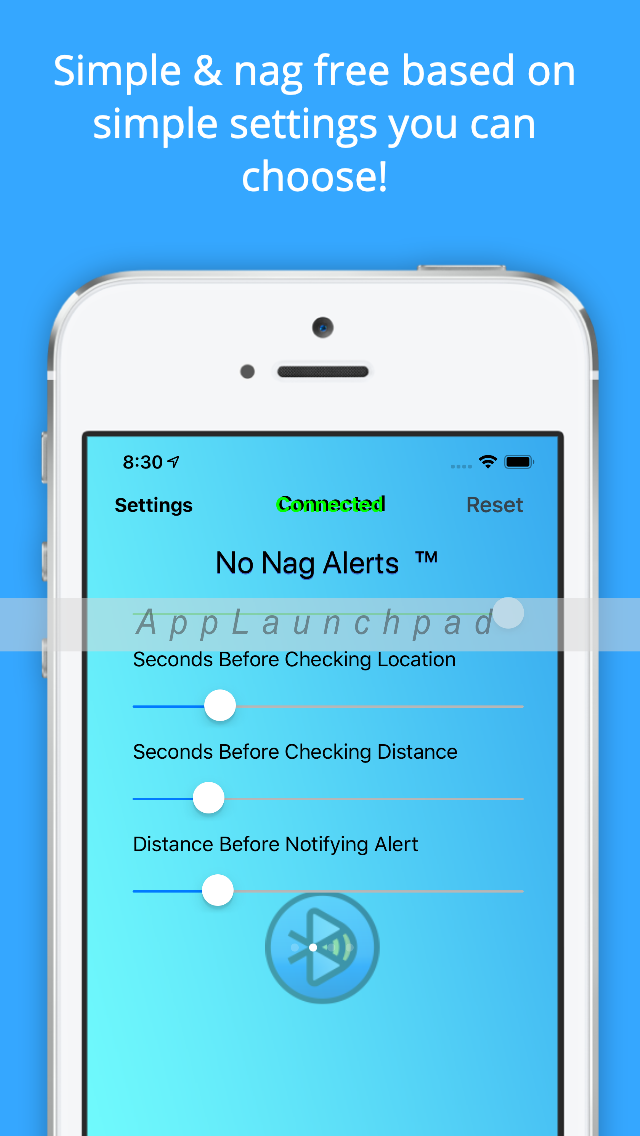 Simple & nag free based on
simple settings you can
choose!
8:30
Settings
Connected
Reset
No Nag Alerts ™
AppLaunchpad
Seconds Before Checking Location
Seconds Before Checking Distance
Distance Before Notifying Alert